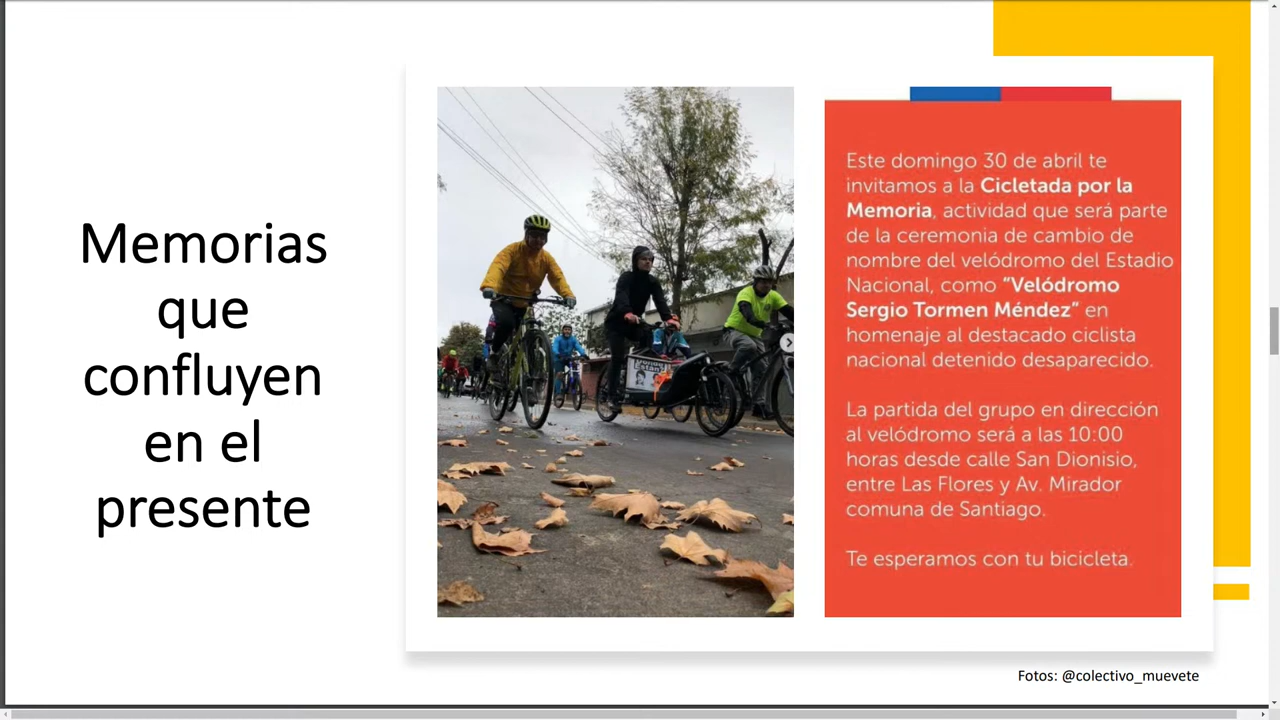 Memorias
que
confluyen
en el
presente
Este domingo 30 de abril te
invitamos a la Cicletada por la
Memoria, actividad que será parte
de la ceremonia de cambio de
nombre del velódromo del Estadio
Nacional, como “Velódromo
Sergio Tormen Méndez” en
homenaje al destacado ciclista
nacional detenido desaparecido.
La partida del grupo en dirección
al velódromo será a las 10:00
horas desde calle San Dionisio,
entre Las Flores y Av. Mirador
comuna de Santiago.
Te esperamos con tu bicicleta.
Fotos: @colectivo_muevete